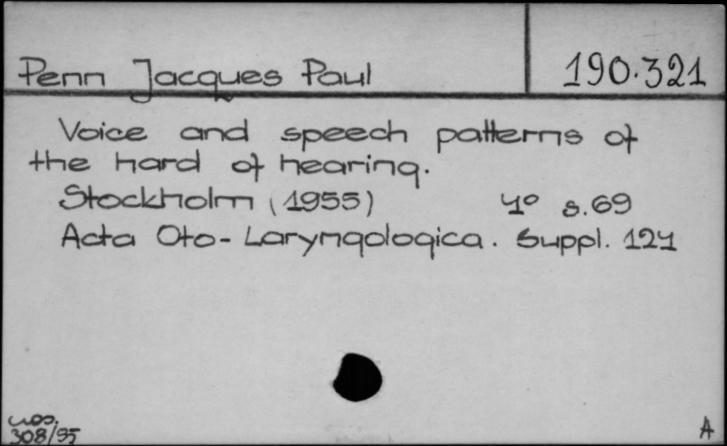 Penn Jacques Paul 190.321
Voice and speech patterns of
the hard of hearing.
Stockholm (1955) 4° s.69
Acta Oto-Laryngologica. Suppl. 124
308/95
A